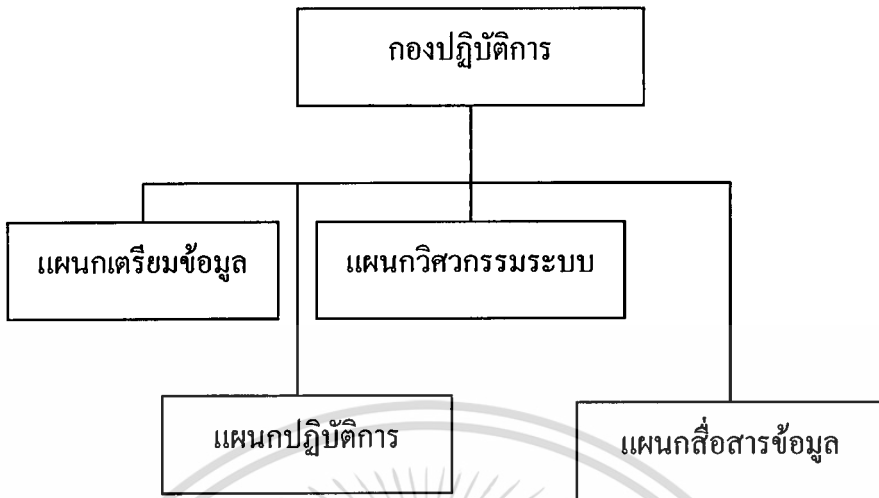 กองปฏิบัติการ
แผนกเตรียมข้อมูล
แผนกวิศวกรรมระบบ
แผนกปฏิบัติการ
แผนกสื่อสารข้อมูล